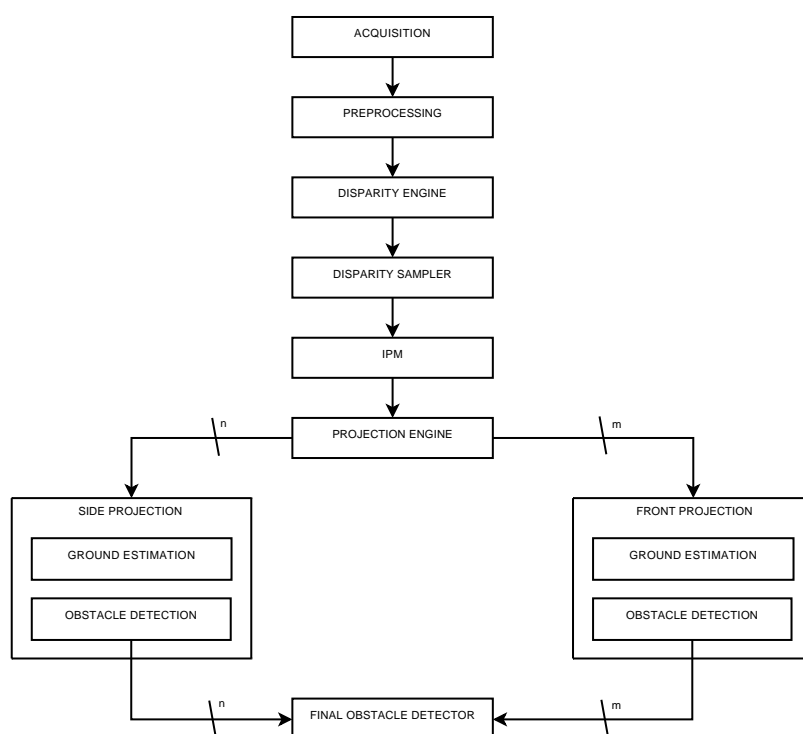 ACQUISITION
PREPROCESSING
DISPARITY ENGINE
DISPARITY SAMPLER
IPM
n
PROJECTION ENGINE
m
SIDE PROJECTION
FRONT PROJECTION
GROUND ESTIMATION
GROUND ESTIMATION
OBSTACLE DETECTION
OBSTACLE DETECTION
n
FINAL OBSTACLE DETECTOR
m